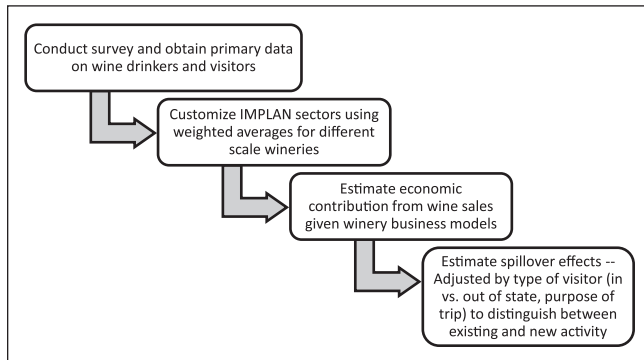 Conduct survey and obtain primary data
on wine drinkers and visitors
Customize IMPLAN sectors using
weighted averages for different
scale wineries
Estimate economic
contribution from wine sales
given winery business models
Estimate spillover effects --
Adjusted by type of visitor (in
vs. out of state, purpose of
trip) to distinguish between
existing and new activity